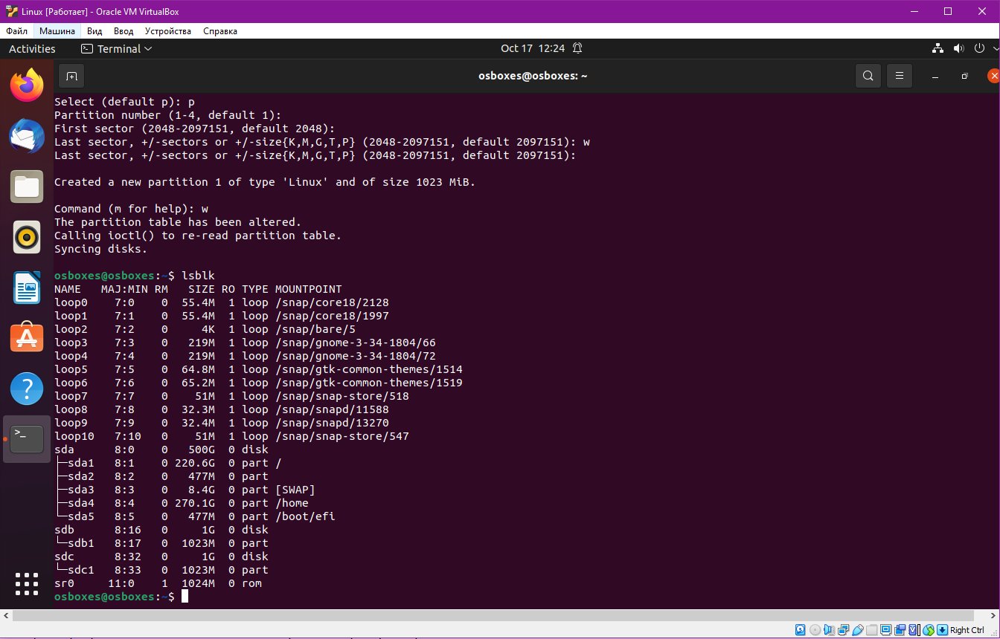 Linux [Работает] - Oracle VM VirtualBox
Файл Машина Вид Ввод Устройства Справка
Activities Terminal Oct 17 12:24
osboxes@osboxes: ~
Select (default p): p
Partition number (1-4, default 1):
First sector (2048-2097151, default 2048):
Last sector, +/-sectors or +/-size{K,M,G,T,P} (2048-2097151, default 2097151): w
Last sector, +/-sectors or +/-size{K,M,G,T,P} (2048-2097151, default 2097151):
Created a new partition 1 of type 'Linux' and of size 1023 MiB.
Command (m for help): w
The partition table has been altered.
Calling ioctl() to re-read partition table.
Syncing disks.
osboxes@osboxes:~$ lsblk
NAME   MAJ:MIN RM   SIZE RO TYPE MOUNTPOINT
loop0    7:0    0  55.4M  1 loop /snap/core18/2128
loop1    7:1    0  55.4M  1 loop /snap/core18/1997
loop2    7:2    0     4K  1 loop /snap/bare/5
loop3    7:3    0   219M  1 loop /snap/gnome-3-34-1804/66
loop4    7:4    0   219M  1 loop /snap/gnome-3-34-1804/72
loop5    7:5    0  64.8M  1 loop /snap/gtk-common-themes/1514
loop6    7:6    0  65.2M  1 loop /snap/gtk-common-themes/1519
loop7    7:7    0    51M  1 loop /snap/snap-store/518
loop8    7:8    0  32.3M  1 loop /snap/snapd/11588
loop9    7:9    0  32.4M  1 loop /snap/snapd/13270
loop10   7:10   0    51M  1 loop /snap/snap-store/547
sda      8:0    0   500G  0 disk
├─sda1   8:1    0 220.6G  0 part /
├─sda2   8:2    0   477M  0 part
├─sda3   8:3    0   8.4G  0 part [SWAP]
├─sda4   8:4    0 270.1G  0 part /home
└─sda5   8:5    0   477M  0 part /boot/efi
sdb      8:16   0     1G  0 disk
└─sdb1   8:17   0  1023M  0 part
sdc      8:32   0     1G  0 disk
└─sdc1   8:33   0  1023M  0 part
sr0     11:0    1  1024M  0 rom
osboxes@osboxes:~$
Right Ctrl